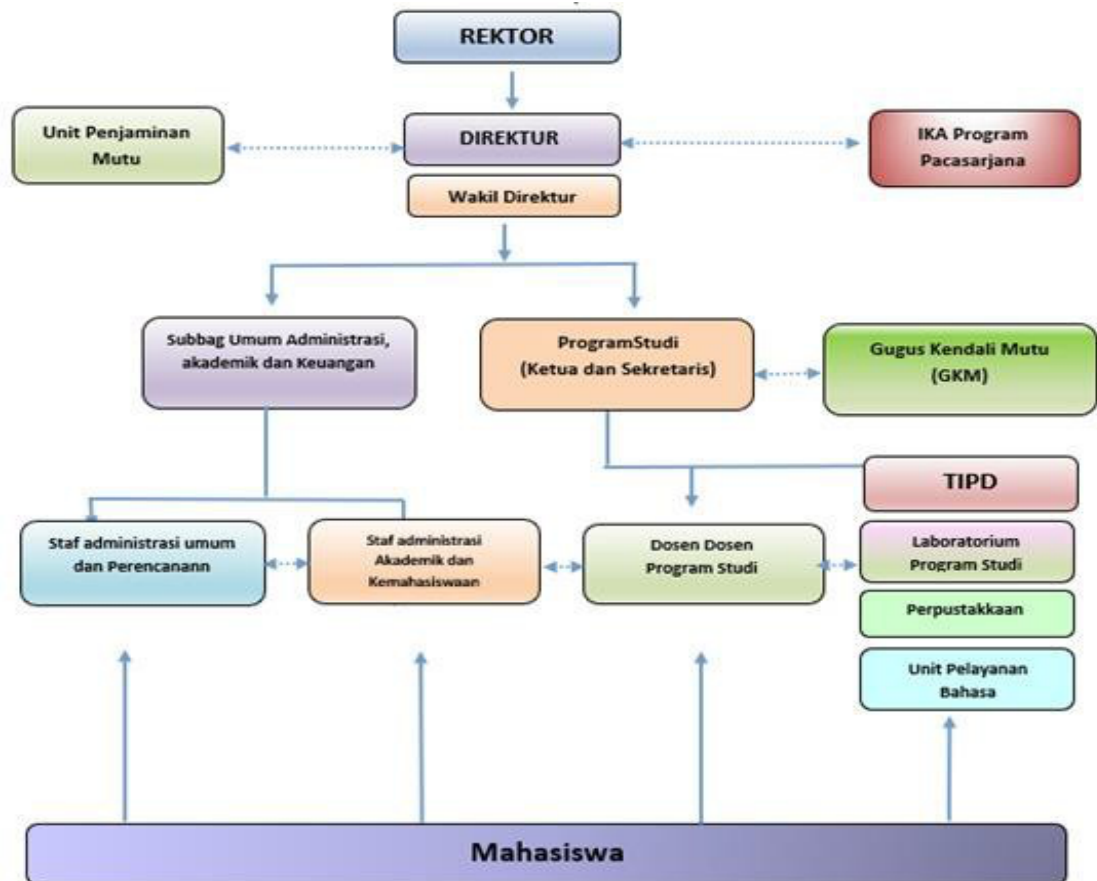 REKTOR
Unit Penjaminan
Mutu
DIREKTUR
IKA Program
Pacasarjana
Wakil Direktur
Subbag Umum Administrasi,
akademik dan Keuangan
ProgramStudi
(Ketua dan Sekretaris)
Gugus Kendali Mutu
(GKM)
TIPD
Staf administrasi umum
dan Perencanann
Staf administrasi
Akademik dan
Kemahasiswaan
Dosen Dosen
Program Studi
Laboratorium
Program Studi
Perpustakkaan
Unit Pelayanan
Bahasa
Mahasiswa